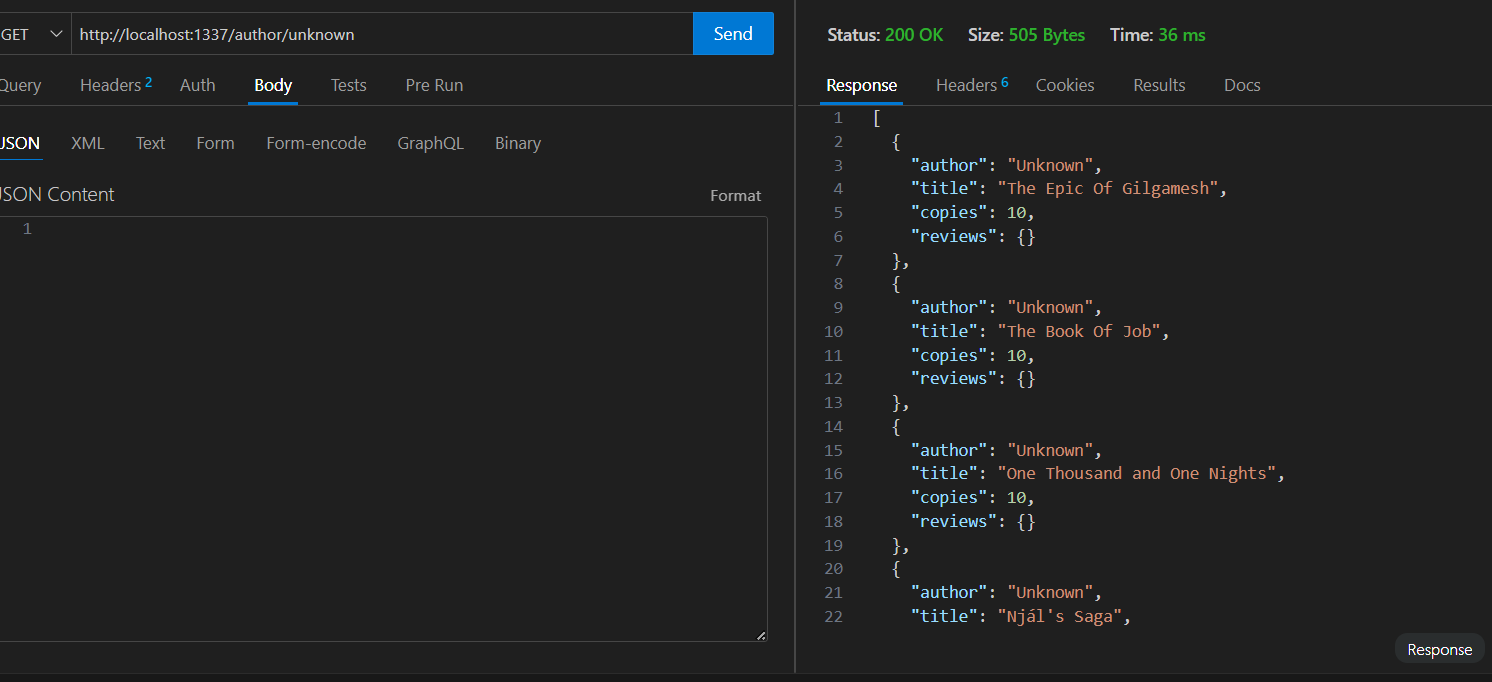 GET http://localhost:1337/author/unknown Send
Query Headers 2 Auth Body Tests Pre Run
JSON XML Text Form Form-encode GraphQL Binary
JSON Content Format
1
Status: 200 OK Size: 505 Bytes Time: 36 ms
Response Headers 6 Cookies Results Docs
1 [
2 {
3 "author": "Unknown",
4 "title": "The Epic Of Gilgamesh",
5 "copies": 10,
6 "reviews": {}
7 },
8 {
9 "author": "Unknown",
10 "title": "The Book Of Job",
11 "copies": 10,
12 "reviews": {}
13 },
14 {
15 "author": "Unknown",
16 "title": "One Thousand and One Nights",
17 "copies": 10,
18 "reviews": {}
19 },
20 {
21 "author": "Unknown",
22 "title": "Njál's Saga",
Response